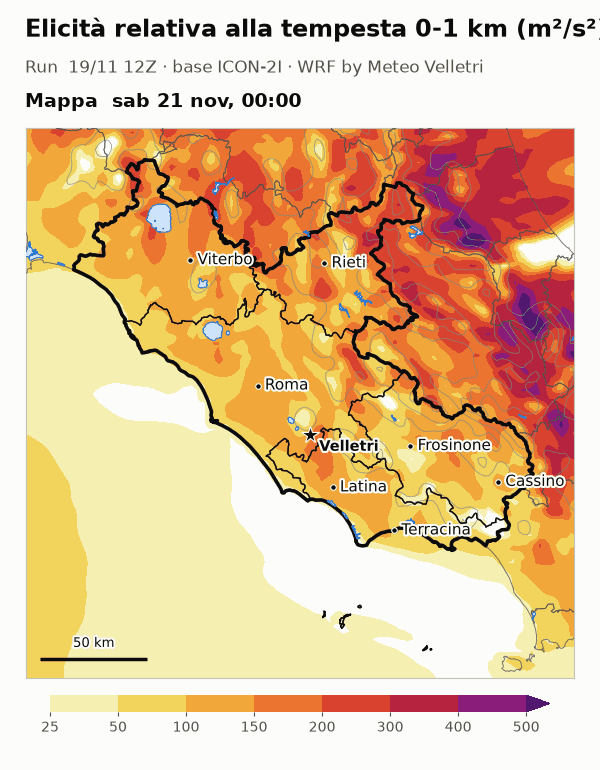 Elicità relativa alla tempesta 0-1 km (m²/s²)
Run 19/11 12Z · base ICON-2I · WRF by Meteo Velletri
Mappa sab 21 nov, 00:00
Viterbo
Rieti
Roma
Velletri
Frosinone
Cassino
Latina
Terracina
50 km
25 50 100 150 200 300 400 500